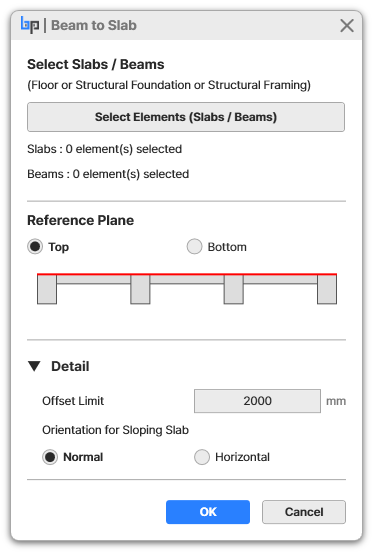 bp | Beam to Slab
Select Slabs / Beams
(Floor or Structural Foundation or Structural Framing)
Select Elements (Slabs / Beams)
Slabs : 0 element(s) selected
Beams : 0 element(s) selected
Reference Plane
Top Bottom
Detail
Offset Limit 2000 mm
Orientation for Sloping Slab
Normal Horizontal
OK Cancel